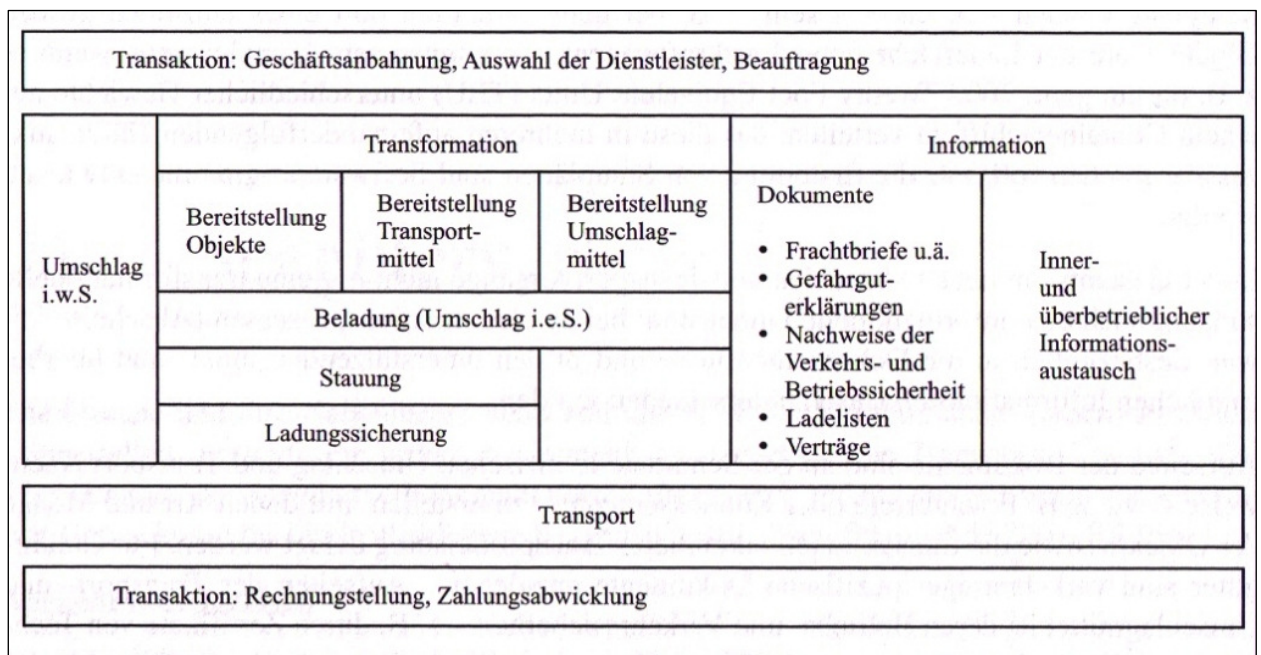 Transaktion: Geschäftsanbahnung, Auswahl der Dienstleister, Beauftragung
Umschlag
i.w.S.
Transformation
Bereitstellung
Objekte
Bereitstellung
Transport-
mittel
Bereitstellung
Umschlag-
mittel
Beladung (Umschlag i.e.S.)
Stauung
Ladungssicherung
Information
Dokumente
• Frachtbriefe u.ä.
• Gefahrgut-
erklärungen
• Nachweise der
Verkehrs- und
Betriebssicherheit
• Ladelisten
• Verträge
Inner-
und
überbetrieblicher
Informations-
austausch
Transport
Transaktion: Rechnungstellung, Zahlungsabwicklung